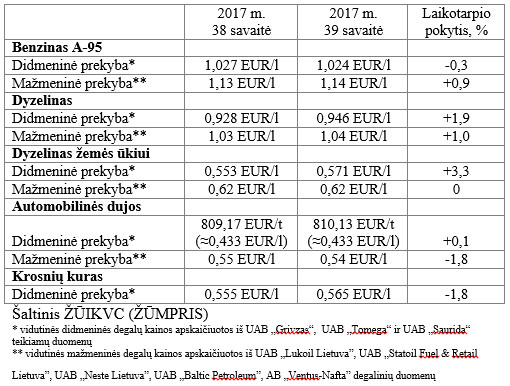 2017 m. 2017 m. Laikotarpio
38 savaitė 39 savaitė pokytis, %
Benzinas A-95
Didmeninė prekyba* 1,027 EUR/l 1,024 EUR/l -0,3
Mažmeninė prekyba** 1,13 EUR/l 1,14 EUR/l +0,9
Dyzelinas
Didmeninė prekyba* 0,928 EUR/l 0,946 EUR/l +1,9
Mažmeninė prekyba** 1,03 EUR/l 1,04 EUR/l +1,0
Dyzelinas žemės ūkiui
Didmeninė prekyba* 0,553 EUR/l 0,571 EUR/l +3,3
Mažmeninė prekyba** 0,62 EUR/l 0,62 EUR/l 0
Automobilinės dujos
809,17 EUR/t 810,13 EUR/t
Didmeninė prekyba* (≈0,433 EUR/l) (≈0,433 EUR/l) +0,1
Mažmeninė prekyba** 0,55 EUR/l 0,54 EUR/l -1,8
Krosnių kuras
Didmeninė prekyba* 0,555 EUR/l 0,565 EUR/l -1,8
Šaltinis ŽŪIKVC (ŽŪMPRIS)
* vidutinės didmeninės degalų kainos apskaičiuotos iš UAB „Grivzas“, UAB „Tomega“ ir UAB „Saurida“
teikiamų duomenų
** vidutinės mažmeninės degalų kainos apskaičiuotos iš UAB „Lukoil Lietuva”, UAB „Statoil Fuel & Retail
Lietuva”, UAB „Neste Lietuva”, UAB „Baltic Petroleum”, AB „Ventus-Nafta” degalinių duomenų